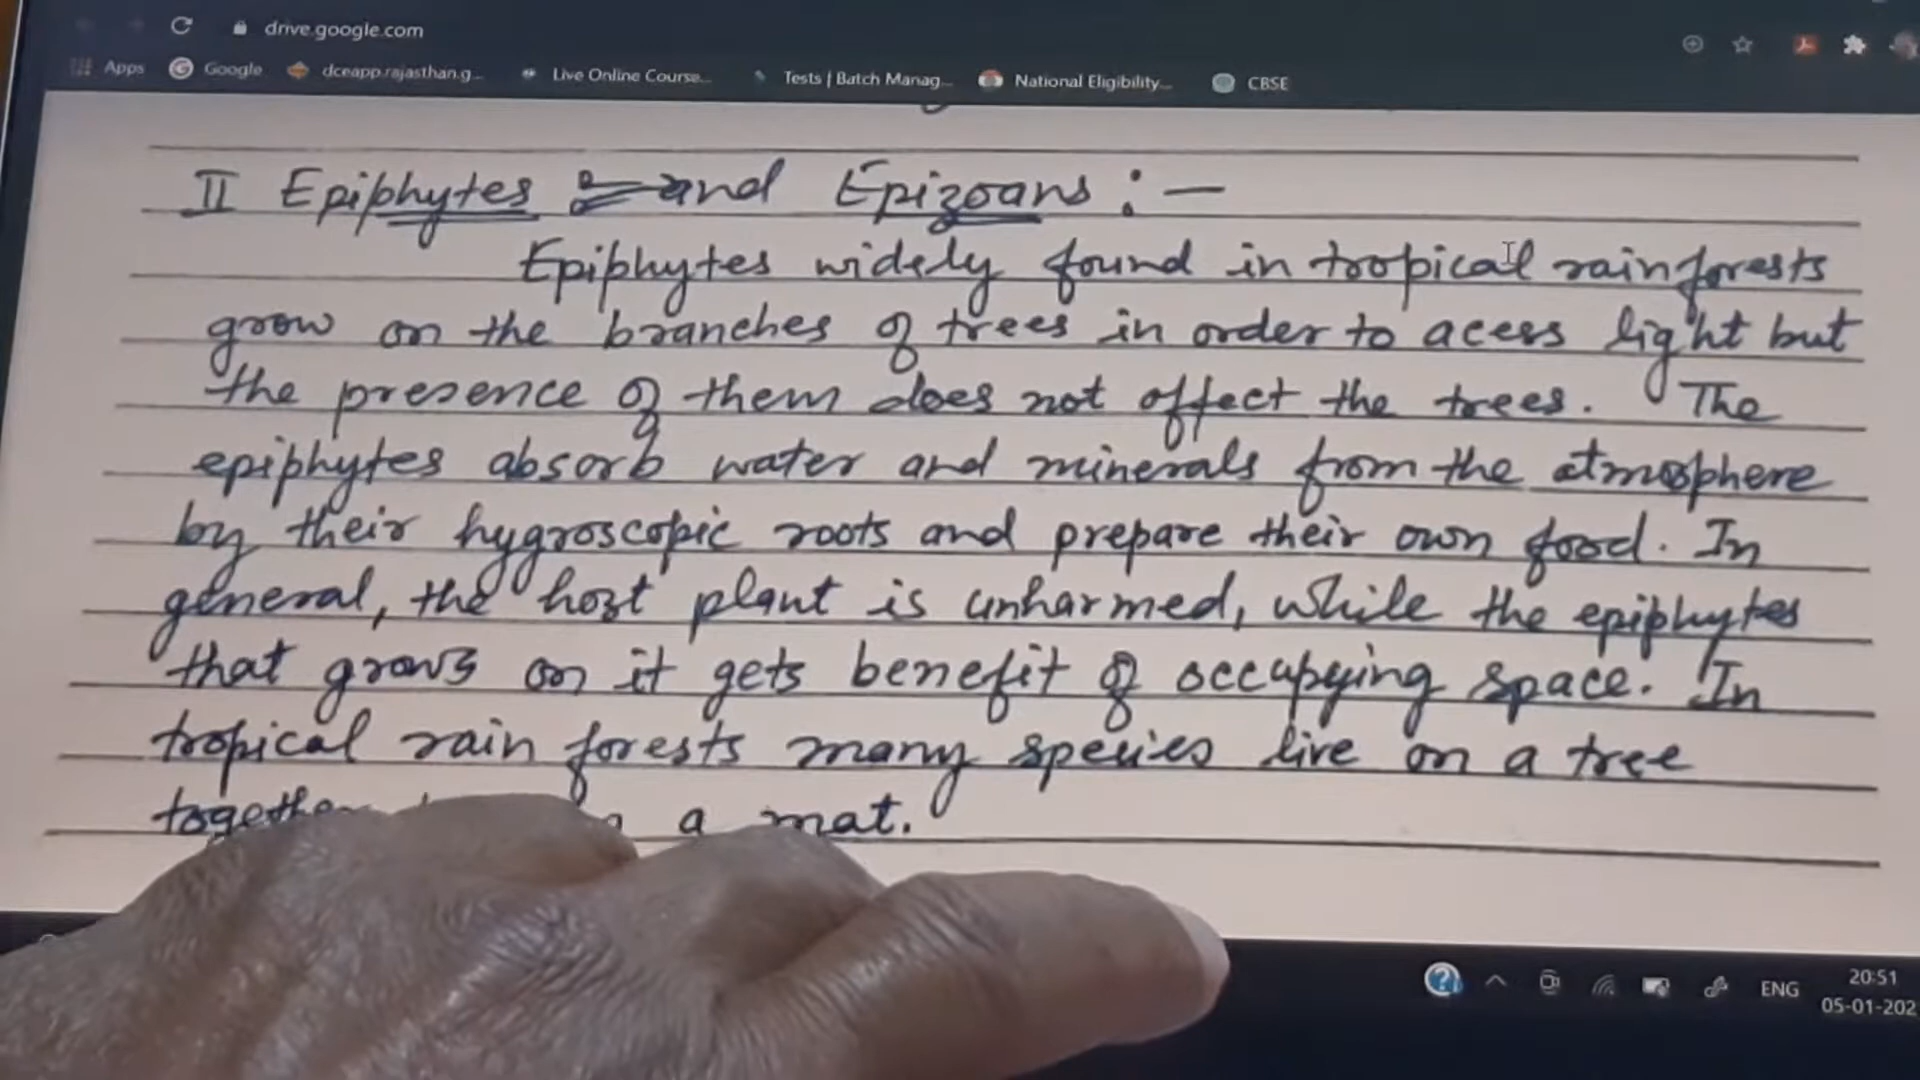 drive.google.com
Apps Google dceapp.rajasthan.g... Live Online Course... Tests | Batch Manag... National Eligibility... CBSE
II Epiphytes and Epizoans : —
Epiphytes widely found in tropical rainforests
grow on the branches of trees in order to acess light but
the presence of them does not affect the trees. The
epiphytes absorb water and minerals from the atmosphere
by their hygroscopic roots and prepare their own food. In
general, the host plant is unharmed, while the epiphytes
that grows on it gets benefit of occupying space. In
tropical rain forests many species live on a tree
together a mat.
ENG 20:51
05-01-202